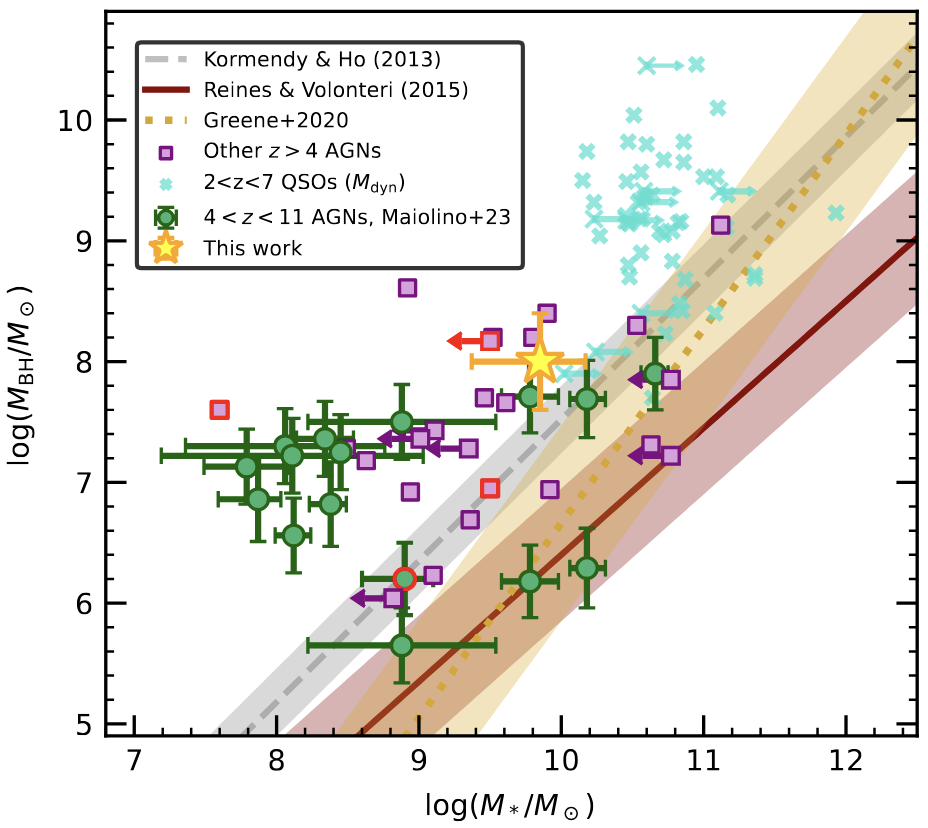 Kormendy & Ho (2013)
Reines & Volonteri (2015)
Greene+2020
Other z > 4 AGNs
2<z<7 QSOs (M_dyn)
4 < z < 11 AGNs, Maiolino+23
This work
log(M_BH/M_⊙)
10
9
8
7
6
5
7 8 9 10 11 12
log(M_*/M_⊙)